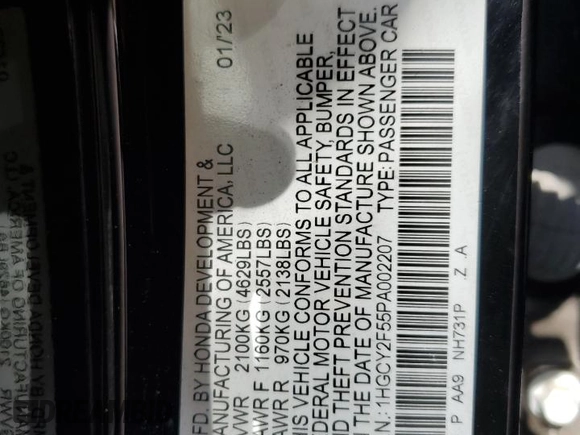 FD. BY HONDA DEVELOPMENT &
ANUFACTURING OF AMERICA, LLC 01/23
VWR 2100KG ( 4629LBS)
AWR F 1160KG ( 2557LBS)
AWR R 970KG ( 2138LBS)
IS VEHICLE CONFORMS TO ALL APPLICABLE
DERAL MOTOR VEHICLE SAFETY, BUMPER,
D THEFT PREVENTION STANDARDS IN EFFECT
THE DATE OF MANUFACTURE SHOWN ABOVE.
N.: 1HGCY2F55PA002207 TYPE: PASSENGER CAR
P AA9 NH731P .Z .A